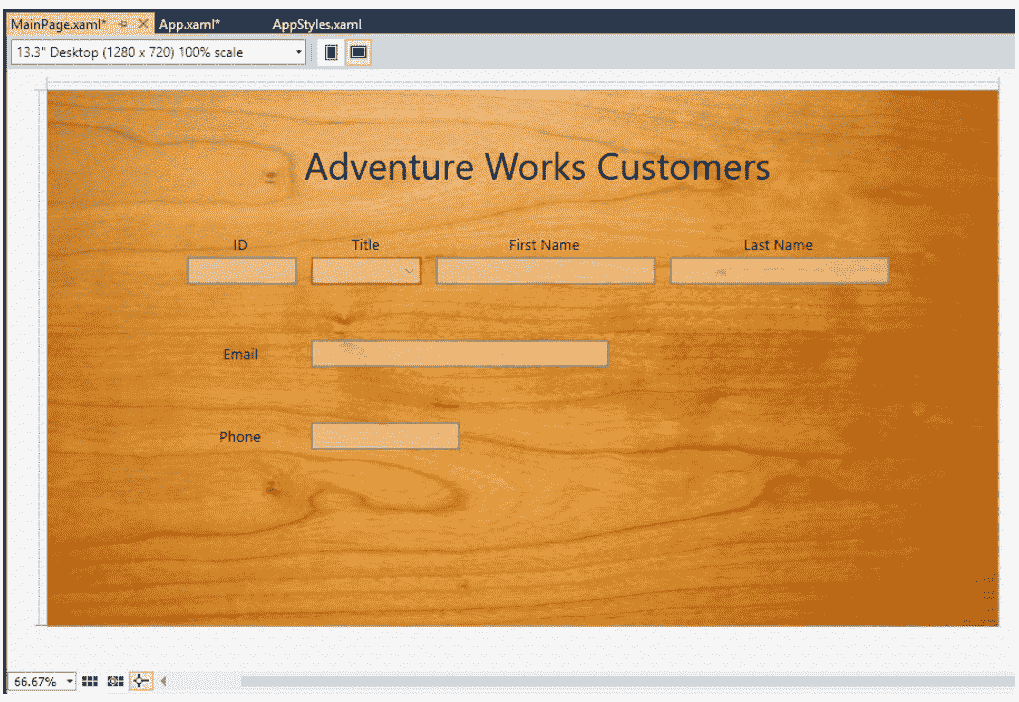 MainPage.xaml* App.xaml* AppStyles.xaml
13.3" Desktop (1280 x 720) 100% scale
Adventure Works Customers
ID Title First Name Last Name
Email
Phone
66.67%